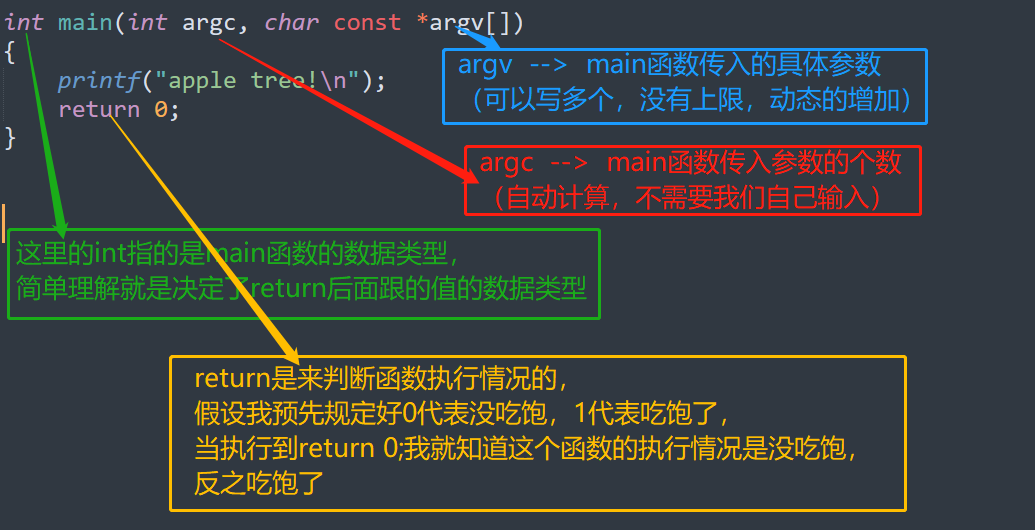 int main(int argc, char const *argv[])
{
printf("apple tree!\n");
return 0;
}
argv --> main函数传入的具体参数
（可以写多个，没有上限，动态的增加）
argc --> main函数传入参数的个数
（自动计算，不需要我们自己输入）
这里的int指的是main函数的数据类型，
简单理解就是决定了return后面跟的值的数据类型
return是来判断函数执行情况的，
假设我预先规定好0代表没吃饱，1代表吃饱了，
当执行到return 0;我就知道这个函数的执行情况是没吃饱，
反之吃饱了